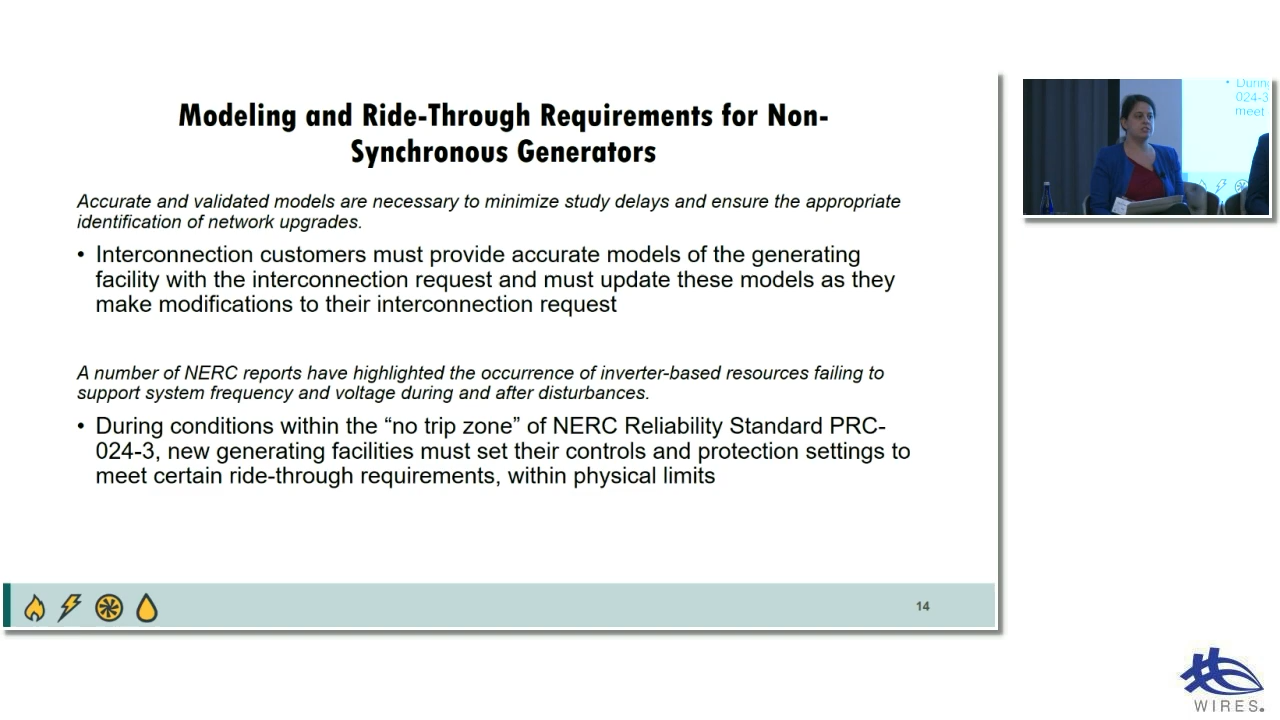 Modeling and Ride-Through Requirements for Non-
Synchronous Generators
Accurate and validated models are necessary to minimize study delays and ensure the appropriate
identification of network upgrades.
• Interconnection customers must provide accurate models of the generating
facility with the interconnection request and must update these models as they
make modifications to their interconnection request
A number of NERC reports have highlighted the occurrence of inverter-based resources failing to
support system frequency and voltage during and after disturbances.
• During conditions within the “no trip zone” of NERC Reliability Standard PRC-
024-3, new generating facilities must set their controls and protection settings to
meet certain ride-through requirements, within physical limits
14
• During
024-3
meet
WIRES.